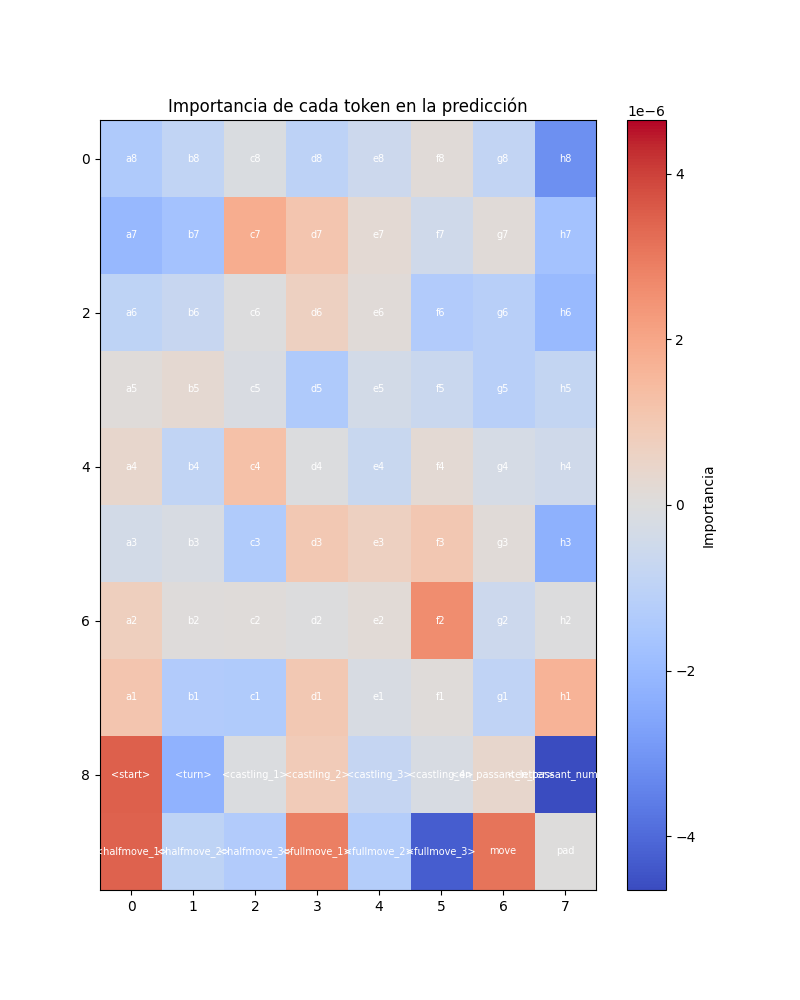 Importancia de cada token en la predicción
1e−6
0 a8 b8 c8 d8 e8 f8 g8 h8
a7 b7 c7 d7 e7 f7 g7 h7
2 a6 b6 c6 d6 e6 f6 g6 h6
a5 b5 c5 d5 e5 f5 g5 h5
4 a4 b4 c4 d4 e4 f4 g4 h4
a3 b3 c3 d3 e3 f3 g3 h3
6 a2 b2 c2 d2 e2 f2 g2 h2
a1 b1 c1 d1 e1 f1 g1 h1
8 <start> <turn> <castling_1> <castling_2> <castling_3> <castling_4>
<halfmove_1> <halfmove_2> <halfmove_3> <fullmove_1> <fullmove_2> <fullmove_3> move pad
0 1 2 3 4 5 6 7
4
2
0
−2
−4
Importancia